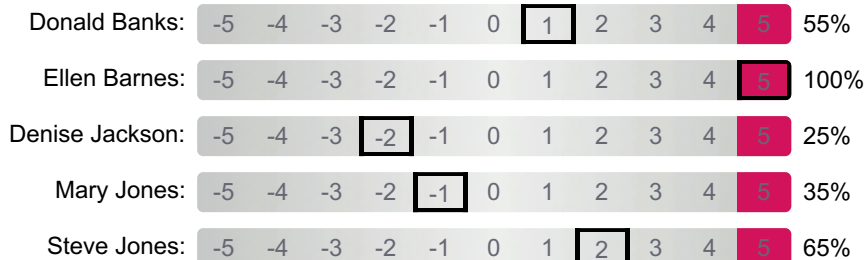 Donald Banks: -5 -4 -3 -2 -1 0 1 2 3 4 5 55%
Ellen Barnes: -5 -4 -3 -2 -1 0 1 2 3 4 5 100%
Denise Jackson: -5 -4 -3 -2 -1 0 1 2 3 4 5 25%
Mary Jones: -5 -4 -3 -2 -1 0 1 2 3 4 5 35%
Steve Jones: -5 -4 -3 -2 -1 0 1 2 3 4 5 65%